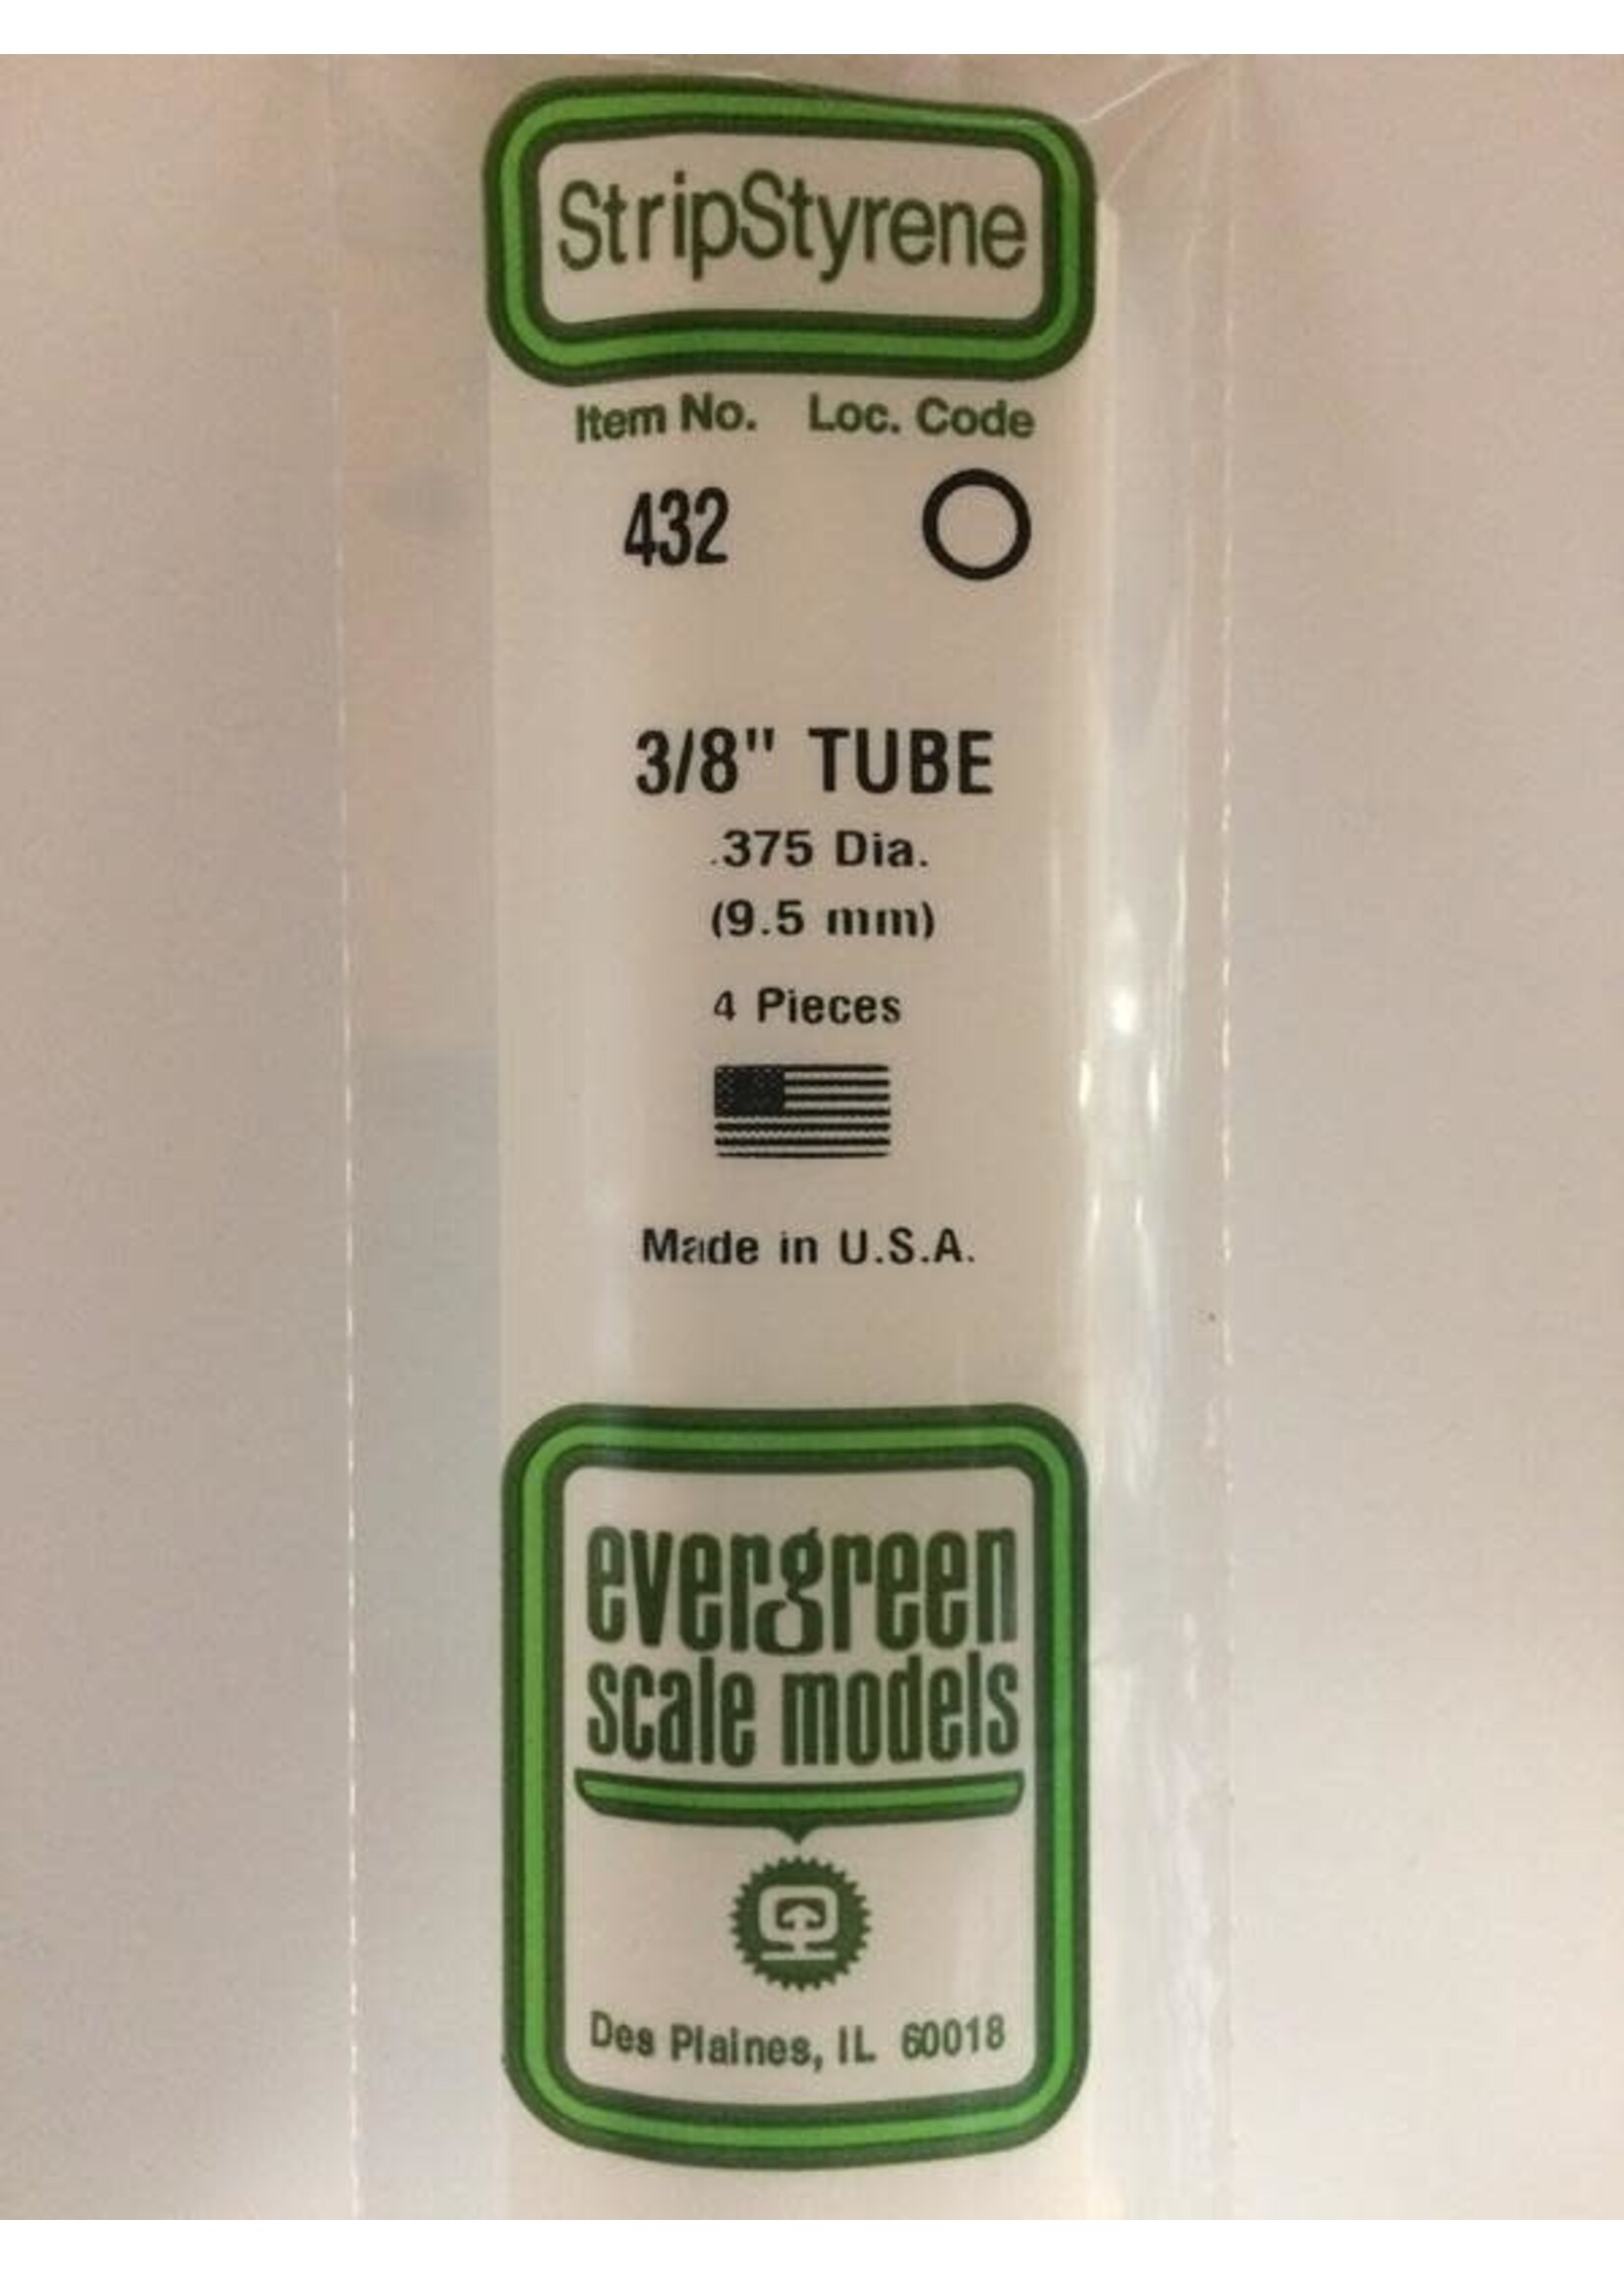 StripStyrene
Item No. Loc. Code
432
3/8" TUBE
.375 Dia.
(9.5 mm)
4 Pieces
Made in U.S.A.
evergreen
scale models
Des Plaines, IL 60018